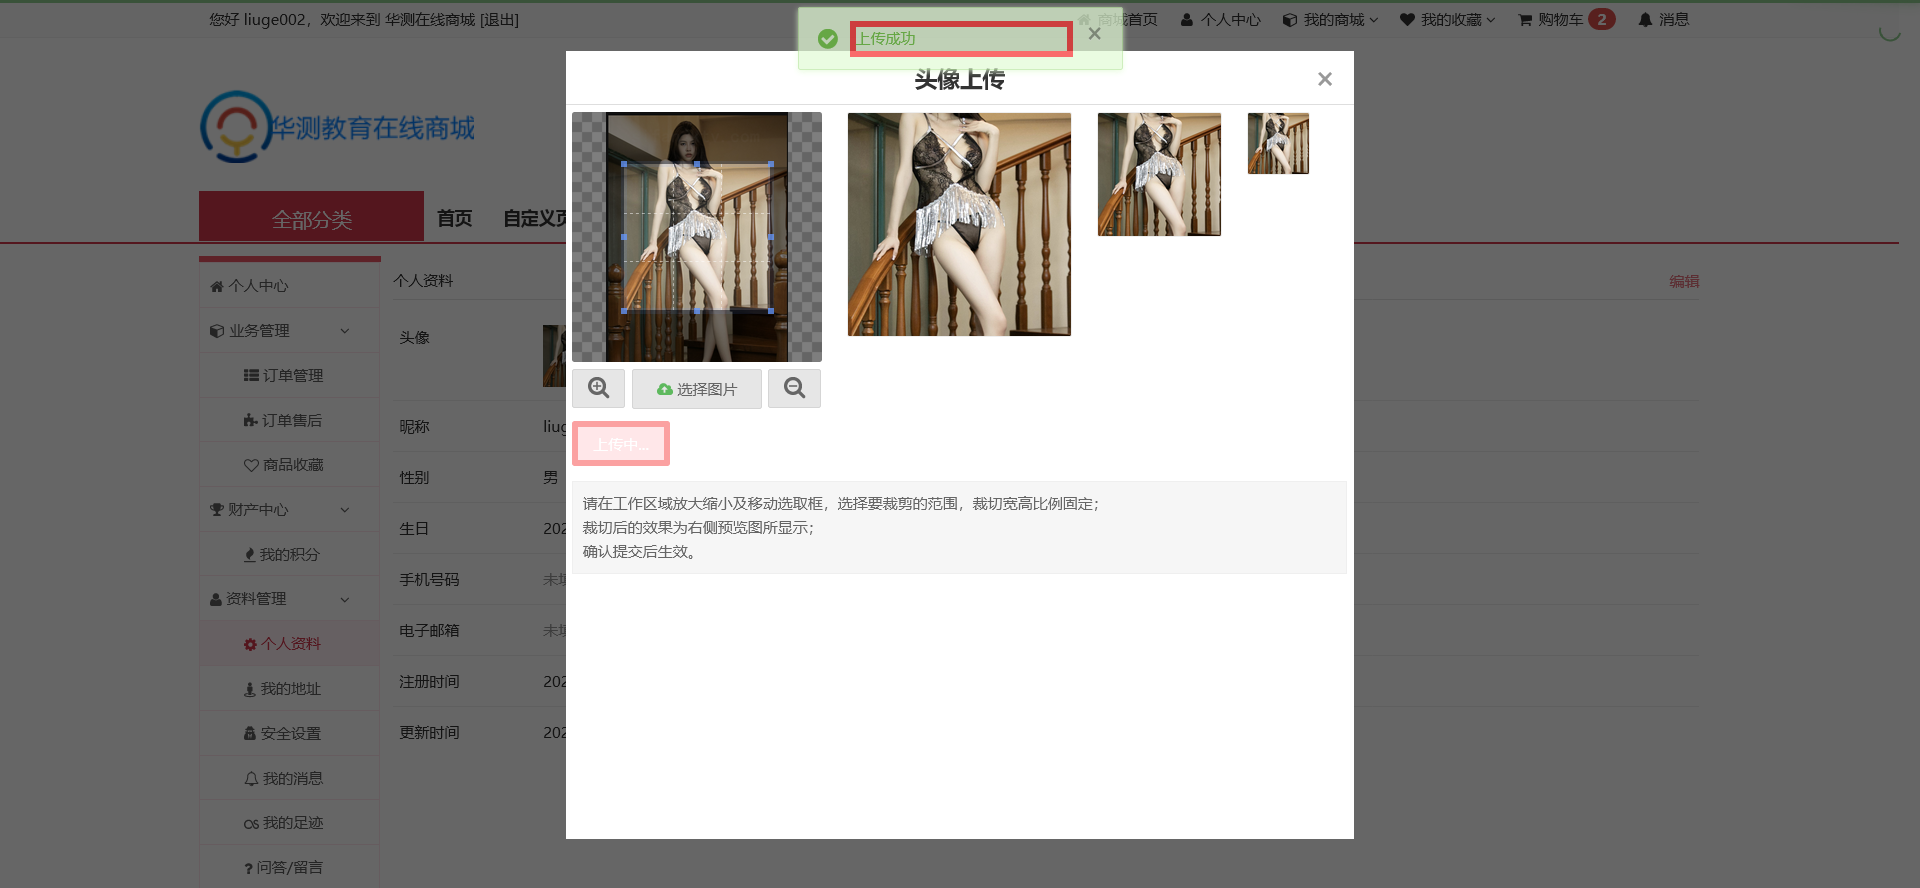 您好 liuge002，欢迎来到 华测在线商城 [退出]
商城首页 个人中心 我的商城 我的收藏 购物车 2 消息
上传成功
头像上传
华测教育在线商城
全部分类 首页 自定义页
个人中心
业务管理
订单管理
订单售后
商品收藏
财产中心
我的积分
资料管理
个人资料
我的地址
安全设置
我的消息
我的足迹
问答/留言
个人资料 编辑
头像
昵称 liug
性别 男
生日 202
手机号码 未填
电子邮箱 未填
注册时间 202
更新时间 202
选择图片
上传中...
请在工作区域放大缩小及移动选取框，选择要裁剪的范围，裁切宽高比例固定；
裁切后的效果为右侧预览图所显示；
确认提交后生效。